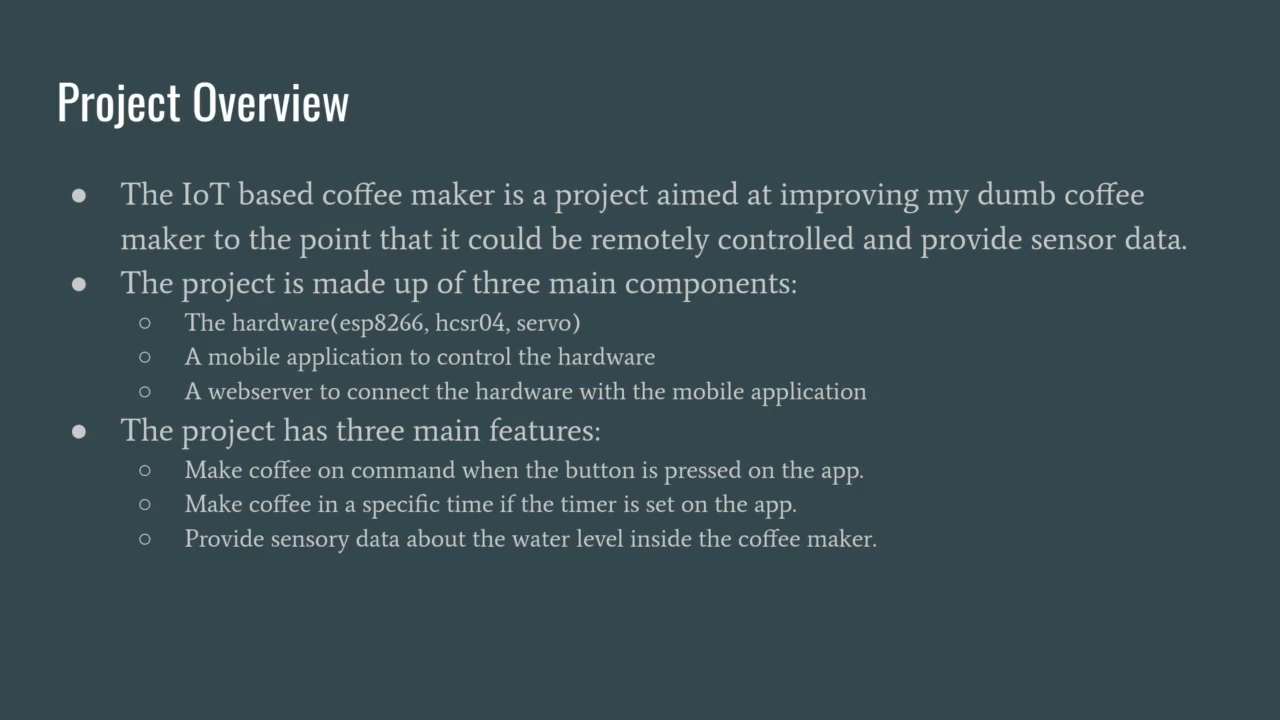 Project Overview
● The IoT based coffee maker is a project aimed at improving my dumb coffee
maker to the point that it could be remotely controlled and provide sensor data.
● The project is made up of three main components:
○ The hardware(esp8266, hcsr04, servo)
○ A mobile application to control the hardware
○ A webserver to connect the hardware with the mobile application
● The project has three main features:
○ Make coffee on command when the button is pressed on the app.
○ Make coffee in a specific time if the timer is set on the app.
○ Provide sensory data about the water level inside the coffee maker.